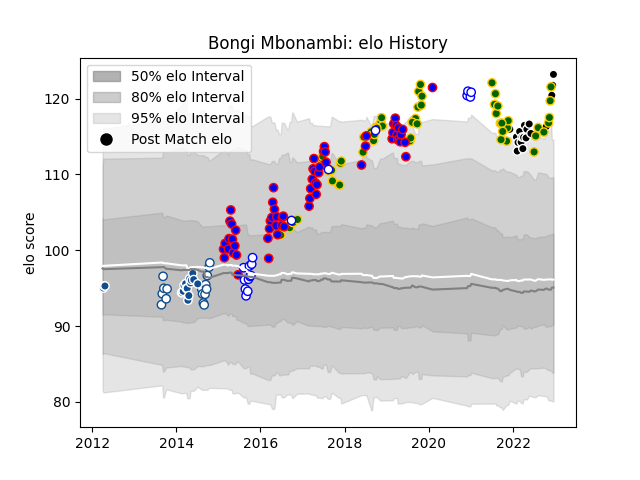 Bongi Mbonambi: elo History
50% elo Interval
80% elo Interval
95% elo Interval
Post Match elo
elo score
120
110
100
90
80
2012
2014
2016
2018
2020
2022